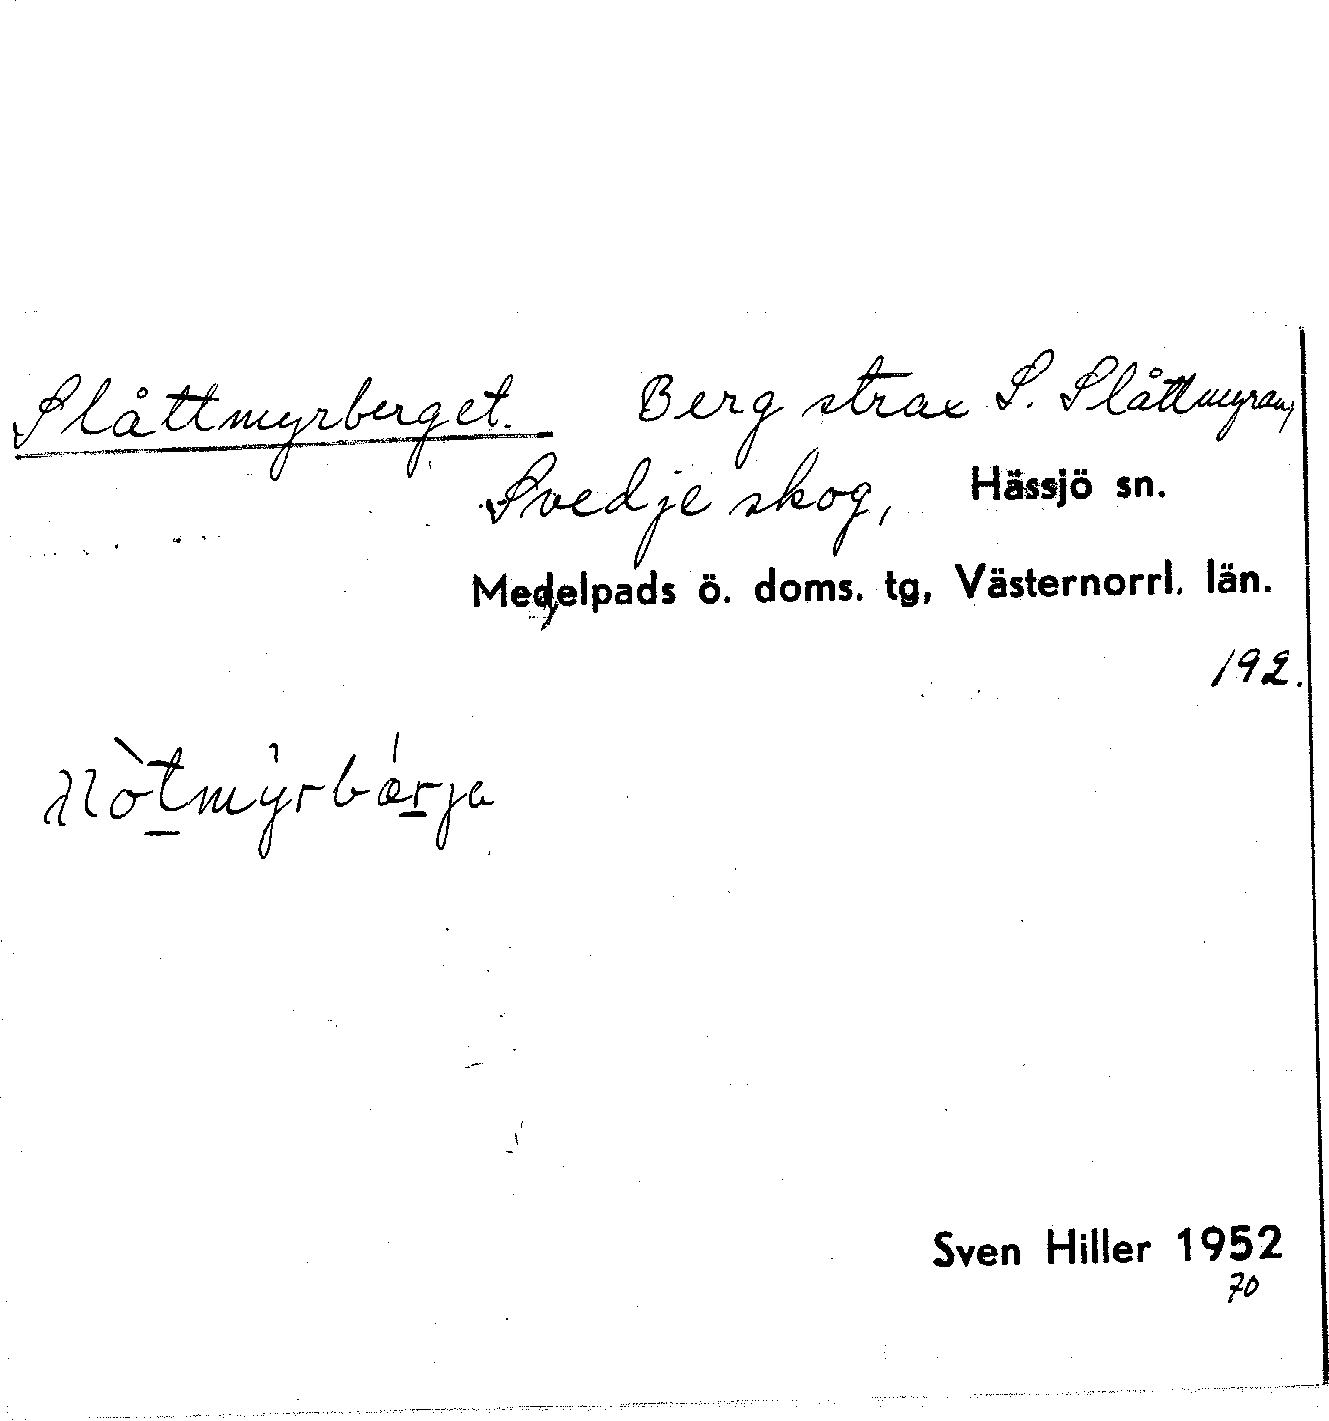 Slåttmyrberget. Berg strax S. Slåttmyran,
Svedje skog, Hässjö sn.
Medelpads ö. doms. tg, Västernorrl. län.
192.
Sven Hiller 1952
70